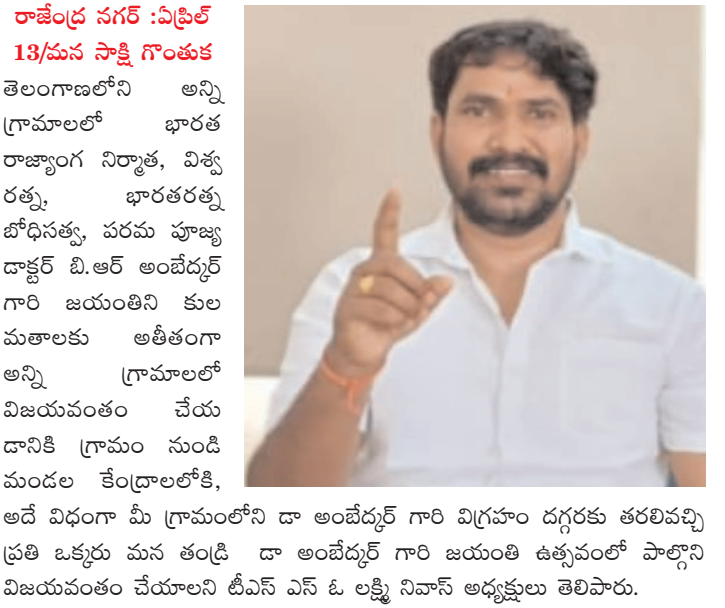 రాజేంద్ర నగర్ :ఏప్రిల్
13/మన సాక్షి గొంతుక
తెలంగాణలోని అన్ని
గ్రామాలలో భారత
రాజ్యాంగ నిర్మాత, విశ్వ
రత్న, భారతరత్న
బోధిసత్వ, పరమ పూజ్య
డాక్టర్ బి.ఆర్ అంబేద్కర్
గారి జయంతిని కుల
మతాలకు అతీతంగా
అన్ని గ్రామాలలో
విజయవంతం చేయ
డానికి గ్రామం నుండి
మండల కేంద్రాలలోకి,
అదే విధంగా మీ గ్రామంలోని డా అంబేద్కర్ గారి విగ్రహం దగ్గరకు తరలివచ్చి
ప్రతి ఒక్కరు మన తండ్రి డా అంబేద్కర్ గారి జయంతి ఉత్సవంలో పాల్గొని
విజయవంతం చేయాలని టీఎస్ ఎస్ ఓ లక్ష్మి నివాస్ అధ్యక్షులు తెలిపారు.